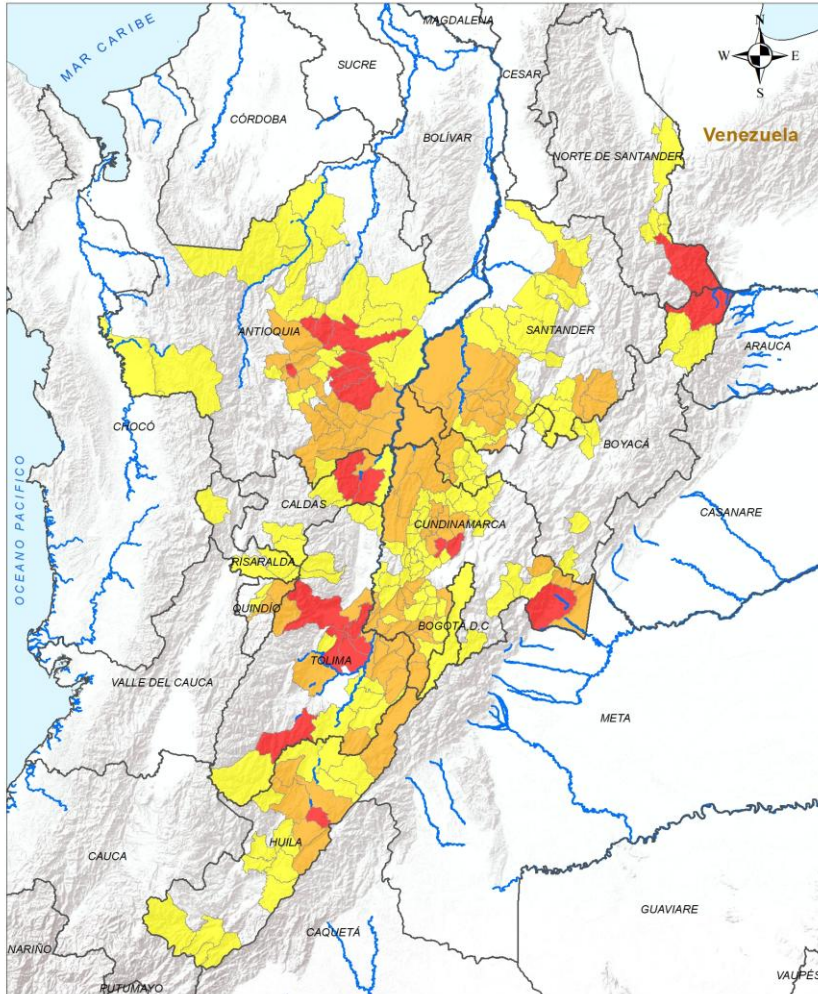 MAGDALENA
N
MAR CARIBE
W
E
SUCRE
CESAR
S
CÓRDOBA
BOLÍVAR
Venezuela
NORTE DE SANTANDER
ANTIOQUIA
SANTANDER
ARAUCA
CHOCÓ
BOYACÁ
CALDAS
CASANARE
CUNDINAMARCA
OCEANO PACIFICO
RISARALDA
QUINDÍO
BOGOTÁ,D.C
TOLIMA
VALLE DEL CAUCA
META
HUILA
CAUCA
GUAVIARE
CAQUETÁ
NARIÑO
VAUPÉS
PUTUMAYO